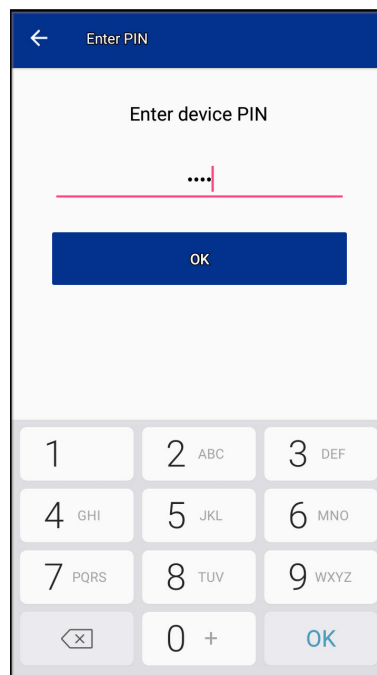 Enter PIN
Enter device PIN
••••
OK
1
2 ABC
3 DEF
4 GHI
5 JKL
6 MNO
7 PQRS
8 TUV
9 WXYZ
0 +
OK